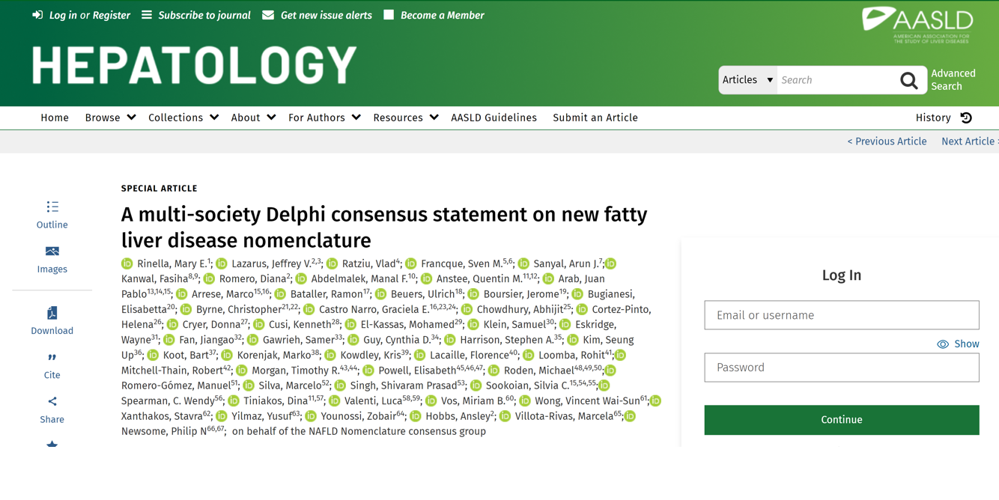 Log in or Register Subscribe to journal Get new issue alerts Become a Member
AASLD
AMERICAN ASSOCIATION FOR
THE STUDY OF LIVER DISEASES
HEPATOLOGY
Articles Search Advanced Search
Home Browse Collections About For Authors Resources AASLD Guidelines Submit an Article History
< Previous Article Next Article >
SPECIAL ARTICLE
A multi-society Delphi consensus statement on new fatty
liver disease nomenclature
Rinella, Mary E.1; Lazarus, Jeffrey V.2,3; Ratziu, Vlad4; Francque, Sven M.5,6; Sanyal, Arun J.7;
Kanwal, Fasiha8,9; Romero, Diana2; Abdelmalek, Manal F.10; Anstee, Quentin M.11,12; Arab, Juan
Pablo13,14,15; Arrese, Marco15,16; Bataller, Ramon17; Beuers, Ulrich18; Boursier, Jerome19; Bugianesi,
Elisabetta20; Byrne, Christopher21,22; Castro Narro, Graciela E.16,23,24; Chowdhury, Abhijit25; Cortez-Pinto,
Helena26; Cryer, Donna27; Cusi, Kenneth28; El-Kassas, Mohamed29; Klein, Samuel30; Eskridge,
Wayne31; Fan, Jiangao32; Gawrieh, Samer33; Guy, Cynthia D.34; Harrison, Stephen A.35; Kim, Seung
Up36; Koot, Bart37; Korenjak, Marko38; Kowdley, Kris39; Lacaille, Florence40; Loomba, Rohit41;
Mitchell-Thain, Robert42; Morgan, Timothy R.43,44; Powell, Elisabeth45,46,47; Roden, Michael48,49,50;
Romero-Gómez, Manuel51; Silva, Marcelo52; Singh, Shivaram Prasad53; Sookoian, Silvia C.15,54,55;
Spearman, C. Wendy56; Tiniakos, Dina11,57; Valenti, Luca58,59; Vos, Miriam B.60; Wong, Vincent Wai-Sun61;
Xanthakos, Stavra62; Yilmaz, Yusuf63; Younossi, Zobair64; Hobbs, Ansley2; Villota-Rivas, Marcela65;
Newsome, Philip N66,67; on behalf of the NAFLD Nomenclature consensus group
Outline
Images
Download
Cite
Share
Log In
Email or username
Show
Password
Continue